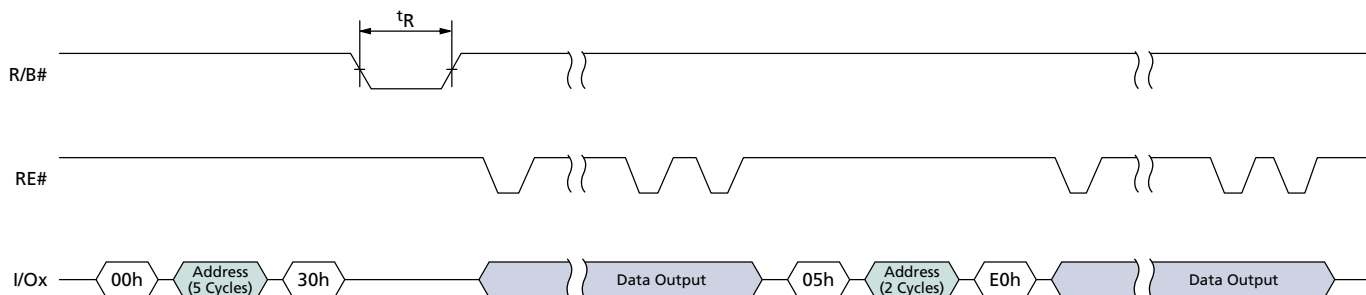 tR
R/B#
RE#
I/Ox
00h
Address
(5 Cycles)
30h
Data Output
05h
Address
(2 Cycles)
E0h
Data Output